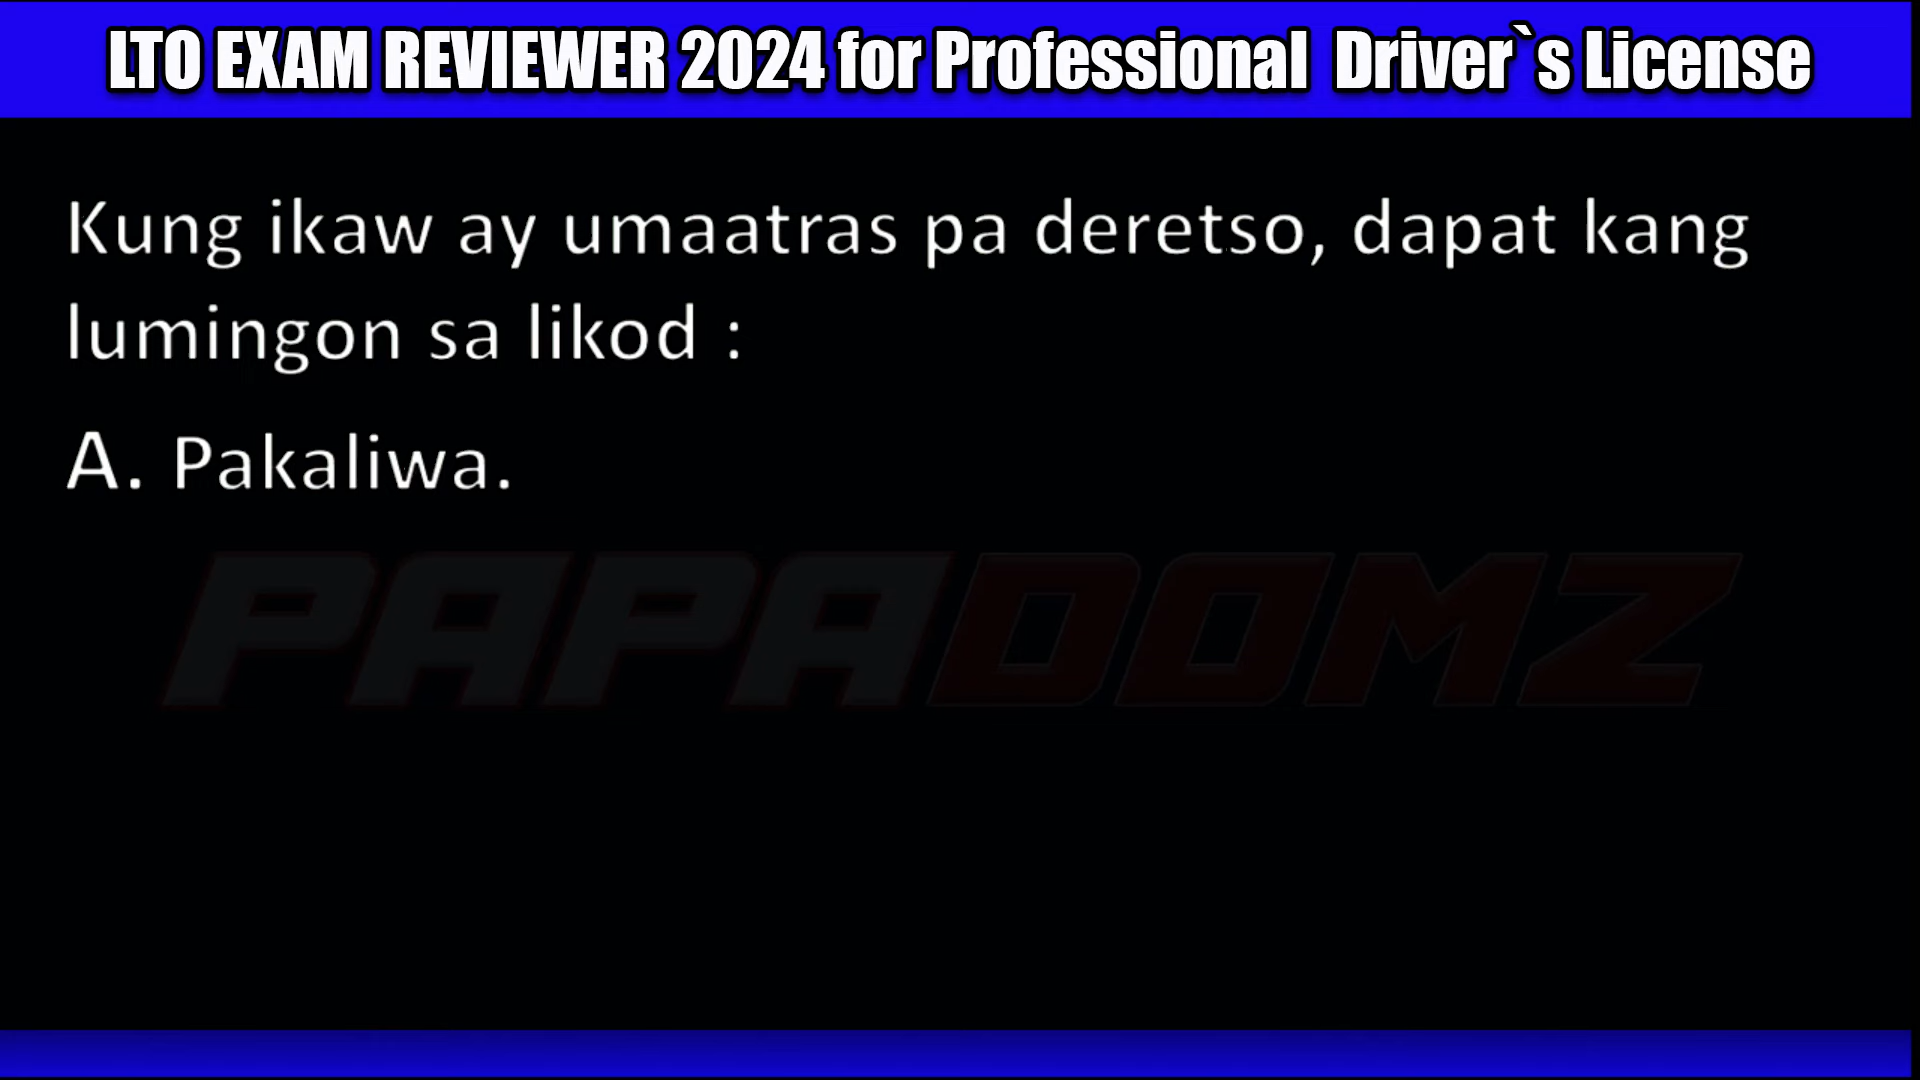 LTO EXAM REVIEWER 2024 for Professional Driver`s License
Kung ikaw ay umaatras pa deretso, dapat kang
lumingon sa likod :
A. Pakaliwa.
PAPADOMZ